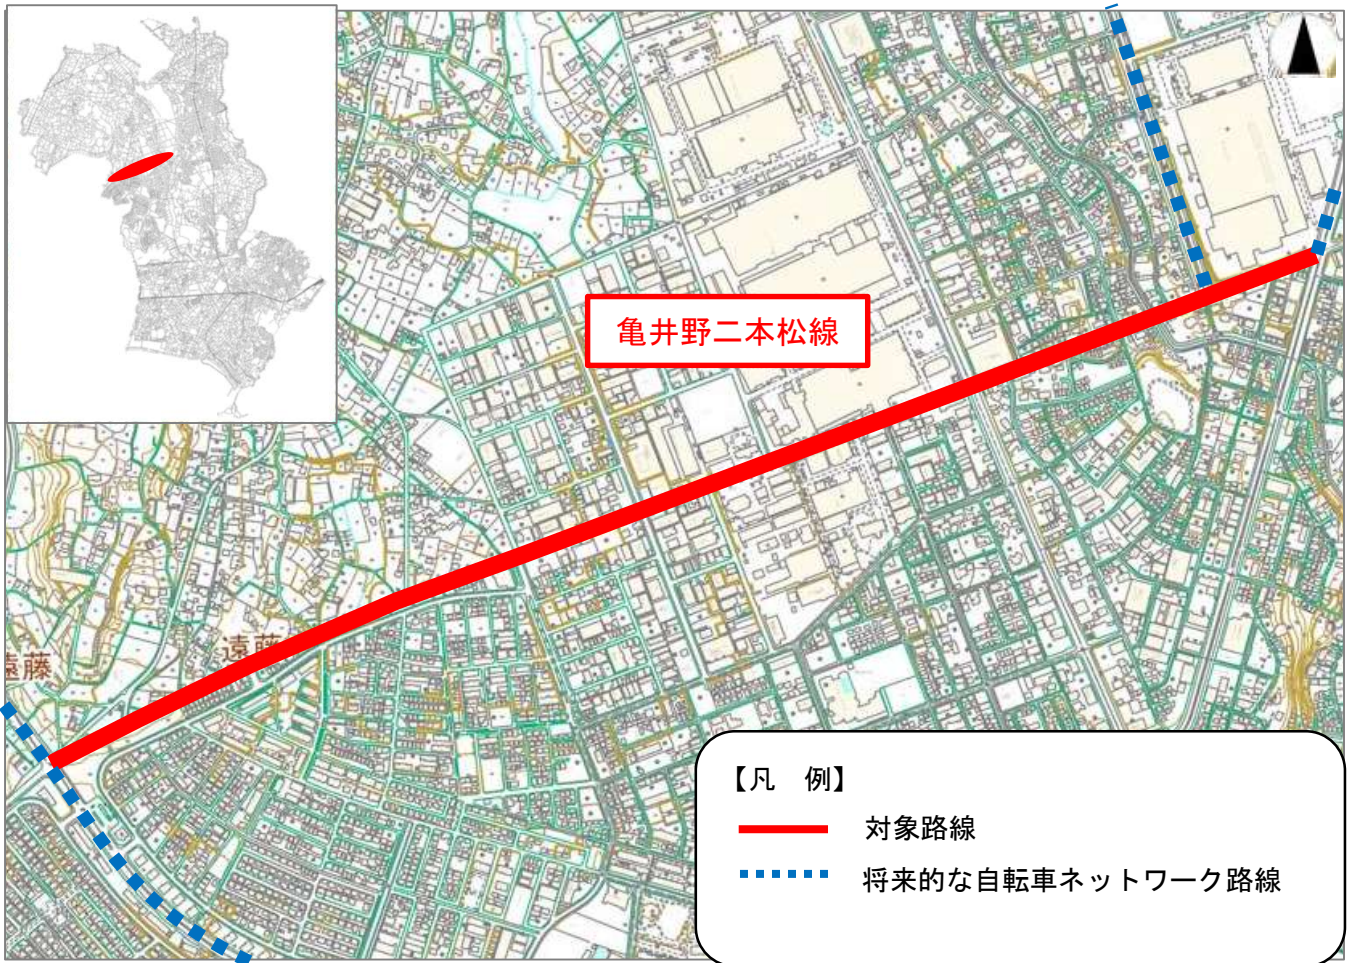 亀井野二本松線
遠藤
遠藤
【凡　例】
対象路線
将来的な自転車ネットワーク路線